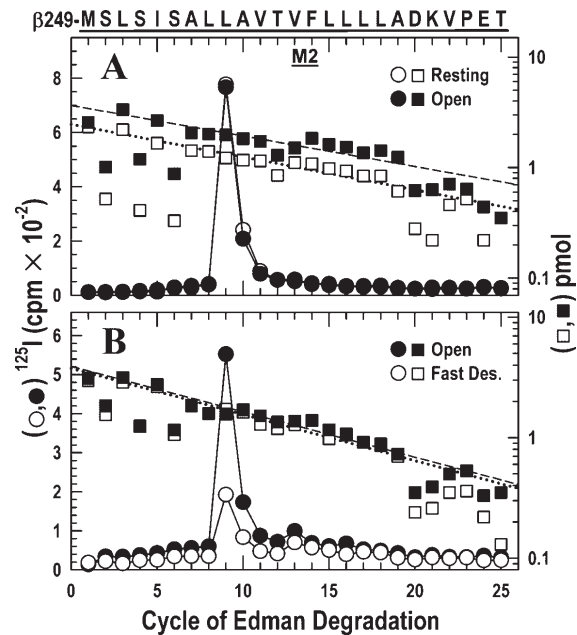 β249-MSLSISALLAVTVFLLLLADKVPET
M2
A
Resting
Open
8
6
4
2
0
10
1
0.1
B
Open
Fast Des.
6
5
4
3
2
1
0
10
1
0.1
(○,●) ¹²⁵I (cpm × 10⁻²)
(□,■) pmol
0 5 10 15 20 25
Cycle of Edman Degradation